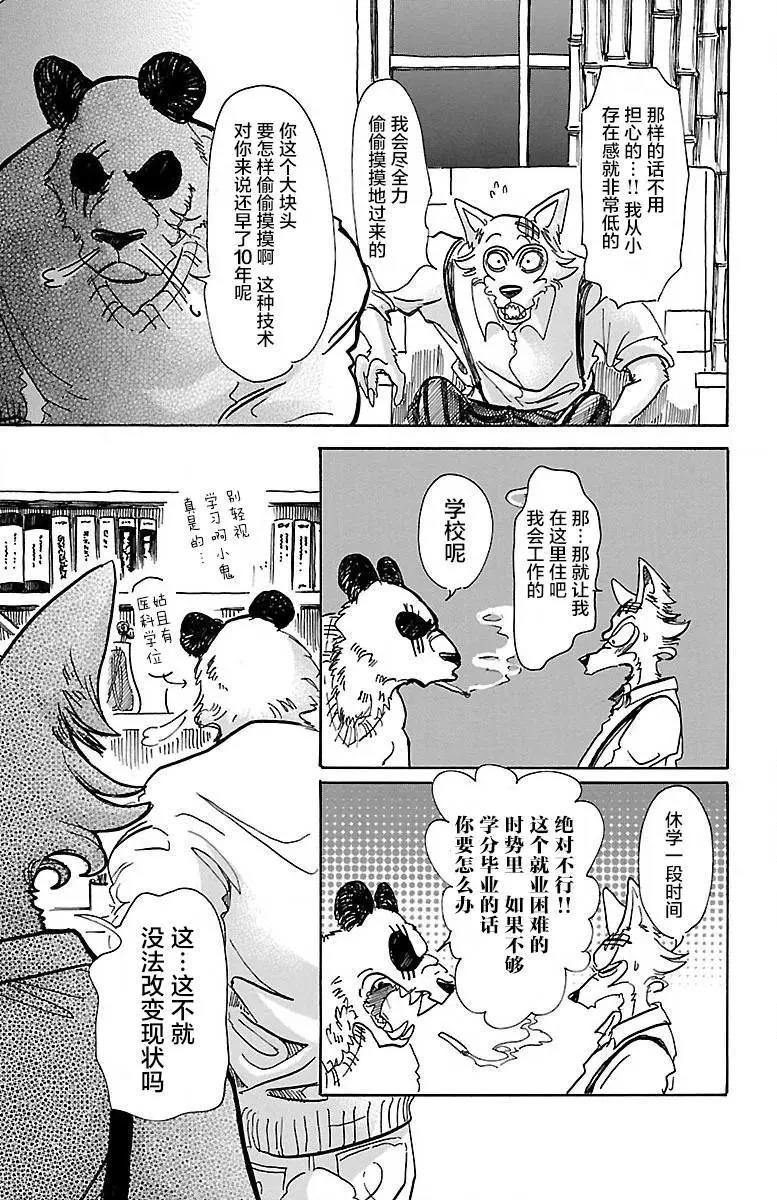 那样的话不用
担心的…!! 我从小
存在感就非常低的
我会尽全力
偷偷摸摸地过来的
你这个大块头
要怎样偷偷摸摸啊 这种技术
对你来说还早了10年呢
那…那就让我
在这里住吧
我会工作的
学校呢
休学一段时间
绝对不行!!
这个就业困难的
时势里 如果不够
学分毕业的话
你要怎么办
别轻视
学习啊小鬼
真是的…
姑且有
医科学位
这…这不就
没法改变现状吗